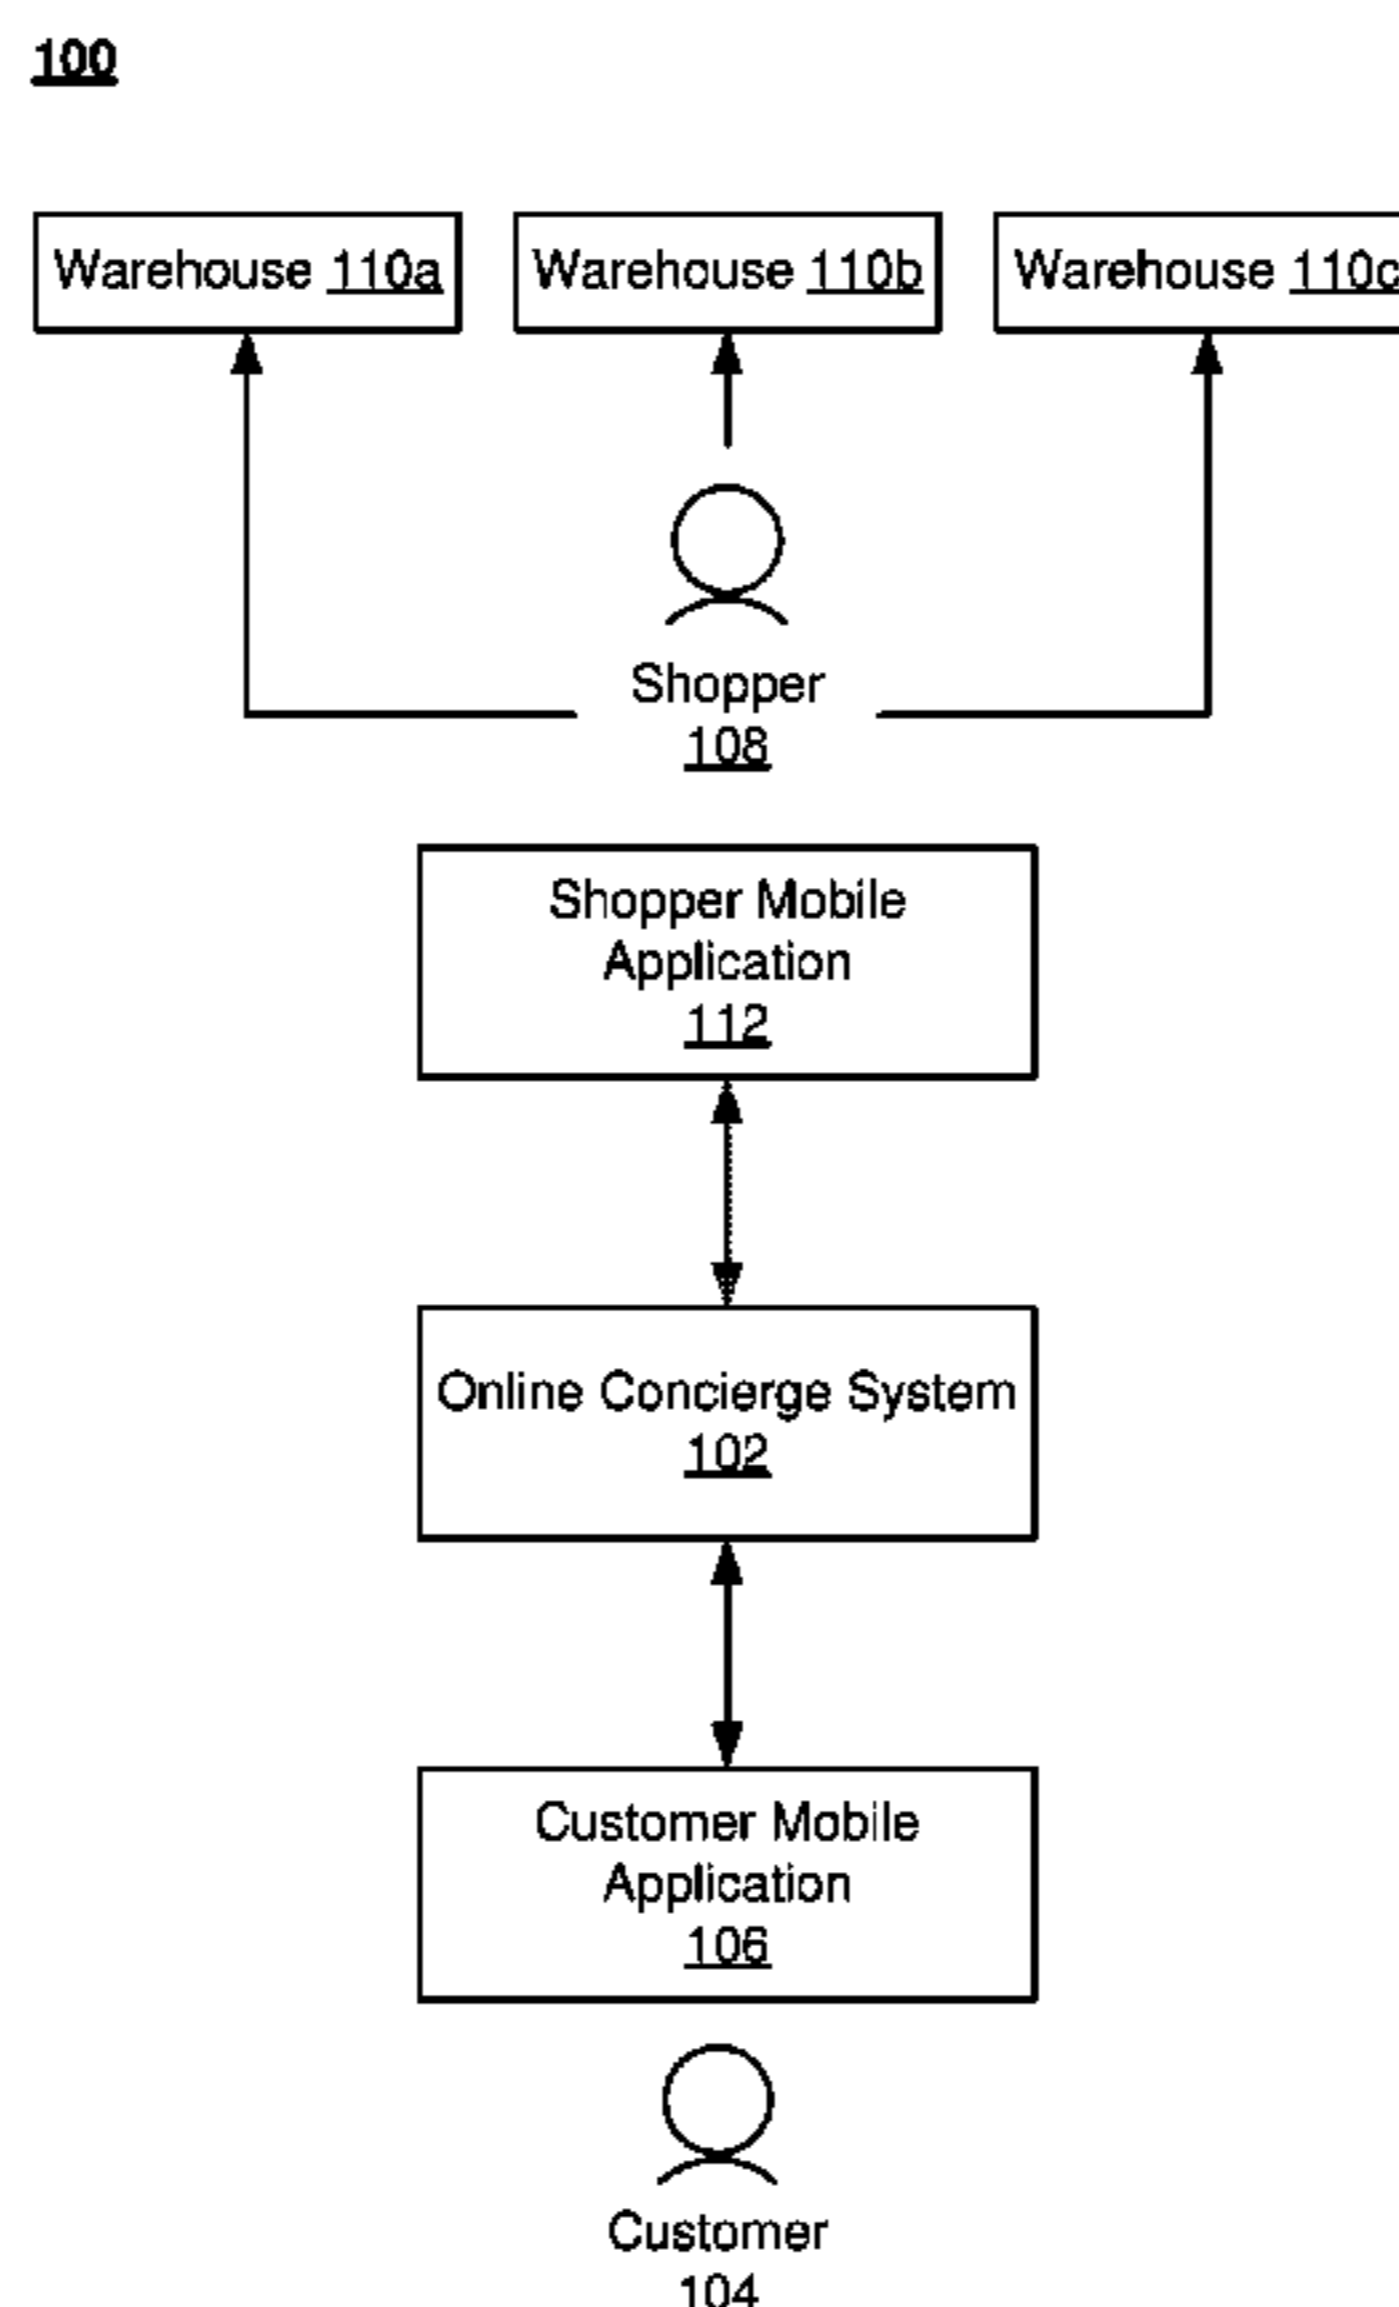 100
Warehouse 110a
Warehouse 110b
Warehouse 110c
Shopper
108
Shopper Mobile
Application
112
Online Concierge System
102
Customer Mobile
Application
106
Customer
104